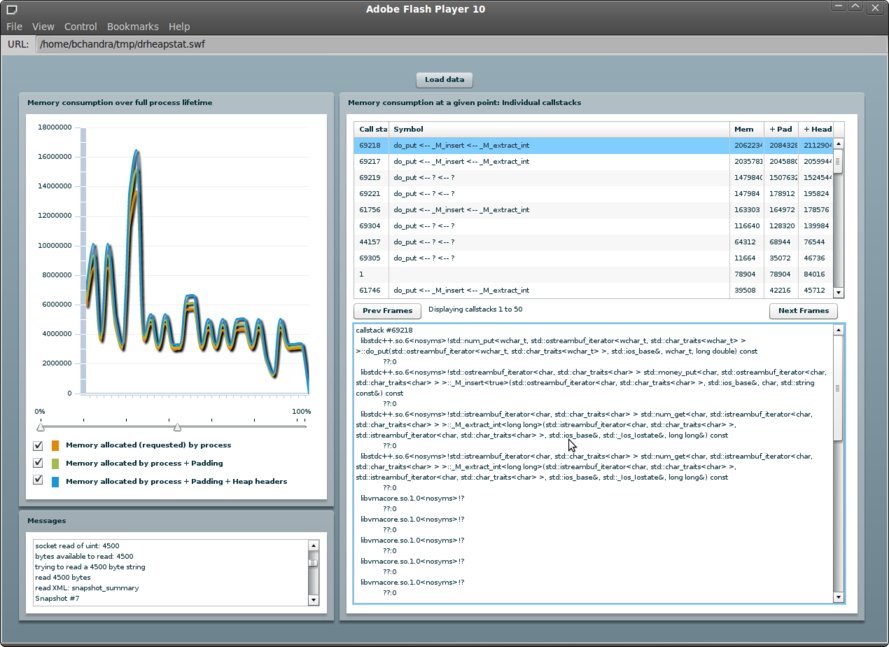 Adobe Flash Player 10
File View Control Bookmarks Help
URL: /home/bchandra/tmp/drheapstat.swf
Load data
Memory consumption over full process lifetime
18000000
16000000
14000000
12000000
10000000
8000000
6000000
4000000
2000000
0
0% 100%
Memory allocated (requested) by process
Memory allocated by process + Padding
Memory allocated by process + Padding + Heap headers
Messages
socket read of uint: 4500
bytes available to read: 4500
trying to read a 4500 byte string
read 4500 bytes
read XML: snapshot_summary
Snapshot #7
Memory consumption at a given point: Individual callstacks
Call sta Symbol Mem + Pad + Head
69218 do_put <-- _M_insert <-- _M_extract_int 2062234 2084328 2112904
69217 do_put <-- _M_insert <-- _M_extract_int 2035781 2045880 2059944
69219 do_put <-- ? <-- ? 1479840 1507632 1524544
69221 do_put <-- ? <-- ? 147984 178912 195824
61756 do_put <-- _M_insert <-- _M_extract_int 163303 164972 178576
69304 do_put <-- ? <-- ? 116640 128320 139984
44157 do_put <-- ? <-- ? 64312 68944 76544
69305 do_put <-- ? <-- ? 11664 35072 46736
1 78904 78904 84016
61746 do_put <-- _M_insert <-- _M_extract_int 39508 42216 45712
Prev Frames Displaying callstacks 1 to 50 Next Frames
callstack #69218
libstdc++.so.6<nosyms>!std::num_put<wchar_t, std::ostreambuf_iterator<wchar_t, std::char_traits<wchar_t> >
>::do_put(std::ostreambuf_iterator<wchar_t, std::char_traits<wchar_t> >, std::ios_base&, wchar_t, long double) const
??:0
libstdc++.so.6<nosyms>!std::ostreambuf_iterator<char, std::char_traits<char> > std::money_put<char, std::ostreambuf_iterator<char,
std::char_traits<char> > >::_M_insert<true>(std::ostreambuf_iterator<char, std::char_traits<char> >, std::ios_base&, char, std::string
const&) const
??:0
libstdc++.so.6<nosyms>!std::istreambuf_iterator<char, std::char_traits<char> > std::num_get<char, std::istreambuf_iterator<char,
std::char_traits<char> > >::_M_extract_int<long long>(std::istreambuf_iterator<char, std::char_traits<char> >,
std::istreambuf_iterator<char, std::char_traits<char> >, std::ios_base&, std::_Ios_Iostate&, long long&) const
??:0
libstdc++.so.6<nosyms>!std::istreambuf_iterator<char, std::char_traits<char> > std::num_get<char, std::istreambuf_iterator<char,
std::char_traits<char> > >::_M_extract_int<long long>(std::istreambuf_iterator<char, std::char_traits<char> >,
std::istreambuf_iterator<char, std::char_traits<char> >, std::ios_base&, std::_Ios_Iostate&, long long&) const
??:0
libvmacore.so.1.0<nosyms>!?
??:0
libvmacore.so.1.0<nosyms>!?
??:0
libvmacore.so.1.0<nosyms>!?
??:0
libvmacore.so.1.0<nosyms>!?
??:0
libvmacore.so.1.0<nosyms>!?
??:0